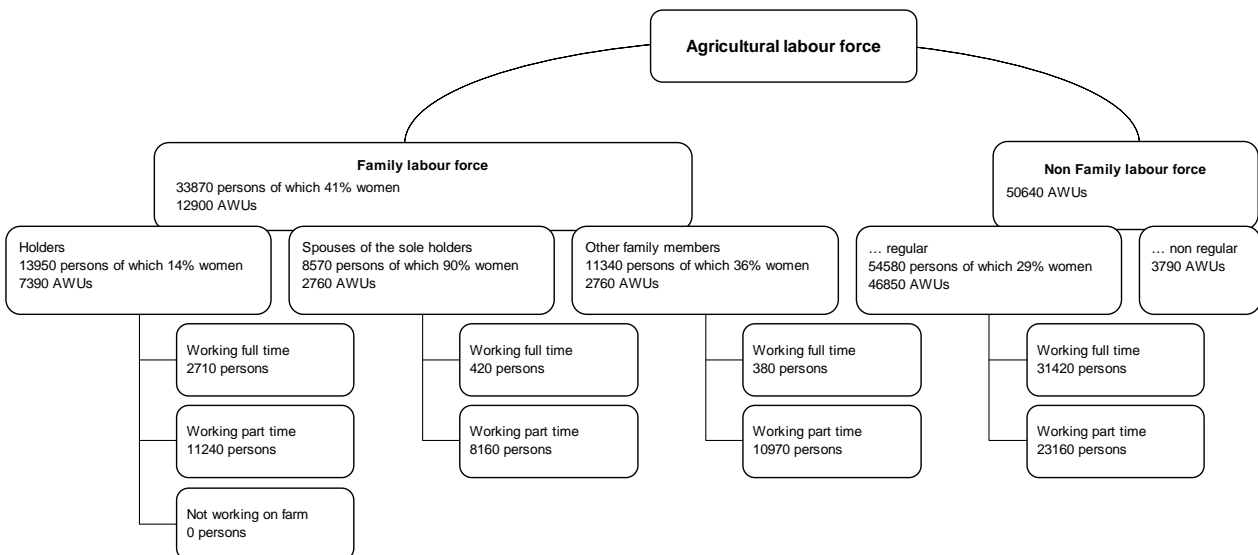 Agricultural labour force
Family labour force
33870 persons of which 41% women
12900 AWUs
Non Family labour force
50640 AWUs
Holders
13950 persons of which 14% women
7390 AWUs
Spouses of the sole holders
8570 persons of which 90% women
2760 AWUs
Other family members
11340 persons of which 36% women
2760 AWUs
... regular
54580 persons of which 29% women
46850 AWUs
... non regular
3790 AWUs
Working full time
2710 persons
Working full time
420 persons
Working full time
380 persons
Working full time
31420 persons
Working part time
11240 persons
Working part time
8160 persons
Working part time
10970 persons
Working part time
23160 persons
Not working on farm
0 persons